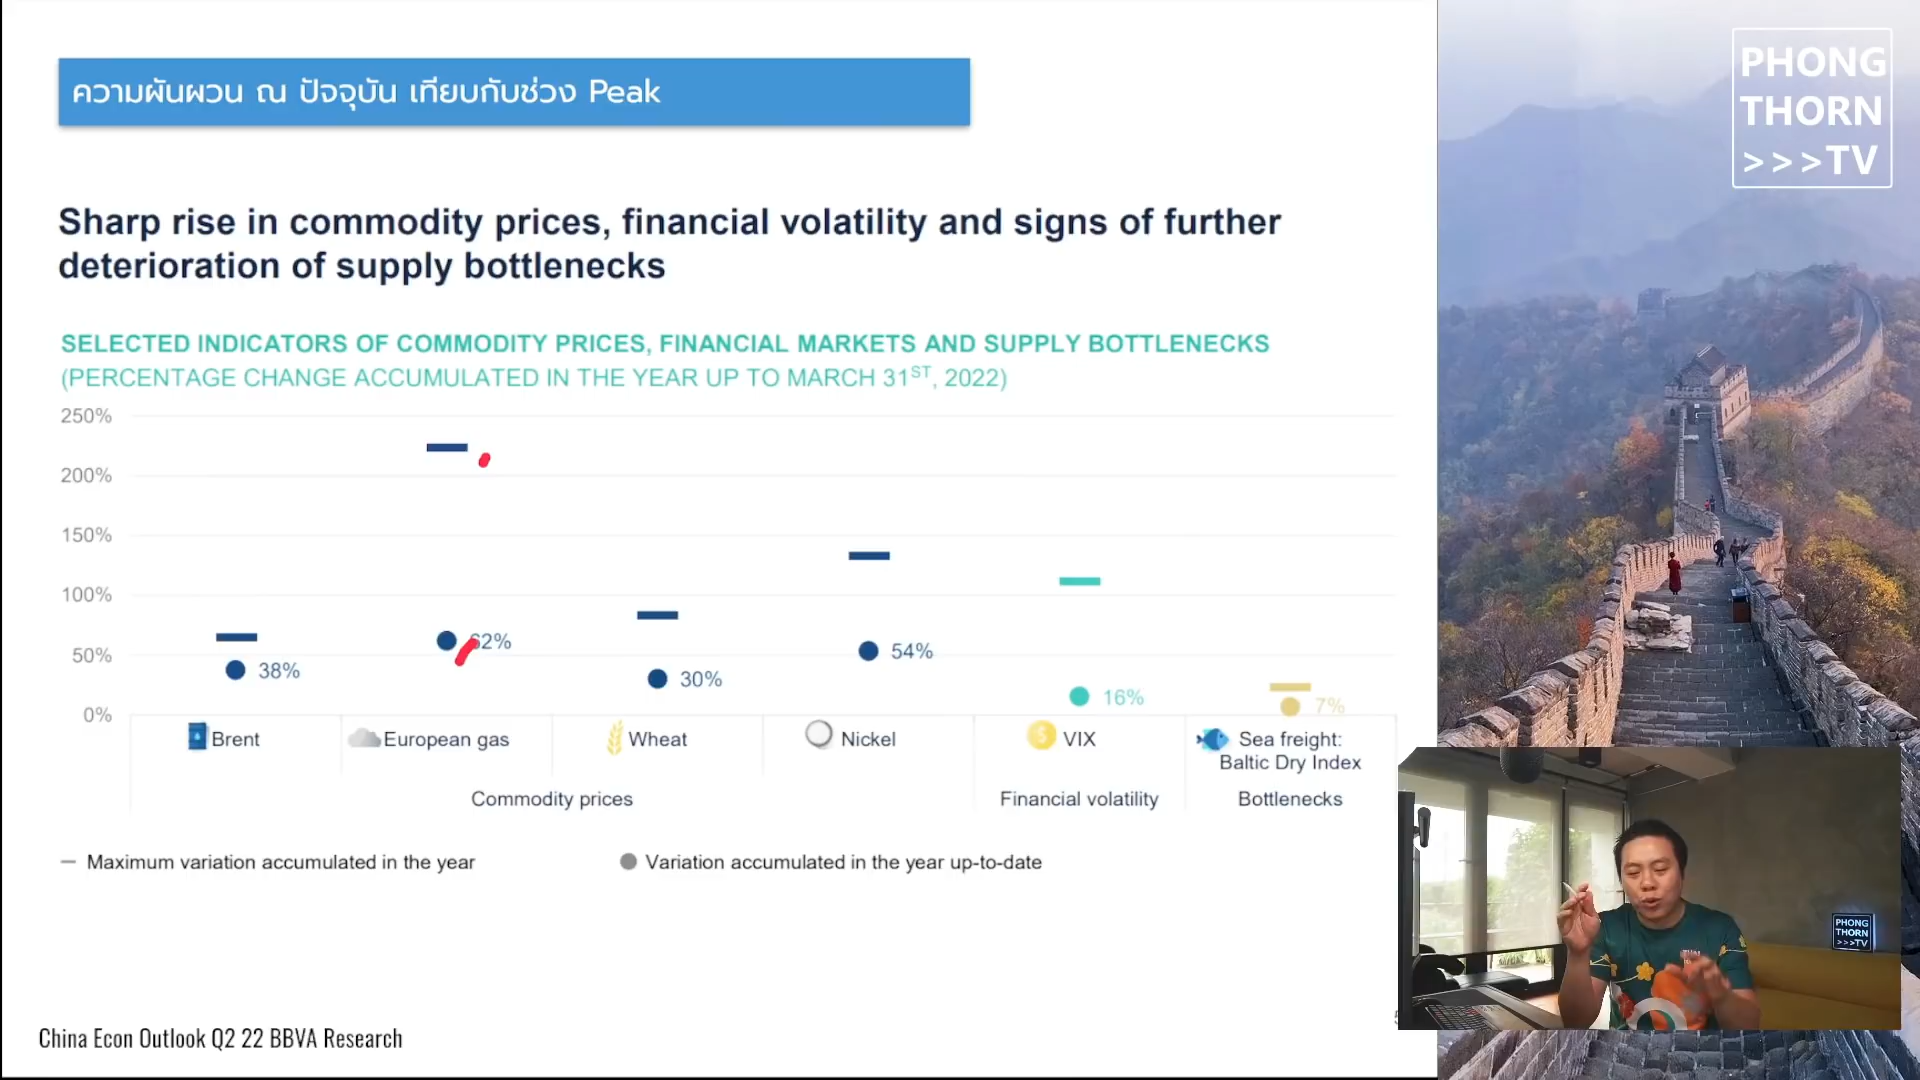 ความผันผวน ณ ปัจจุบัน เทียบกับช่วง Peak
PHONG
THORN
>>>TV
Sharp rise in commodity prices, financial volatility and signs of further
deterioration of supply bottlenecks
SELECTED INDICATORS OF COMMODITY PRICES, FINANCIAL MARKETS AND SUPPLY BOTTLENECKS
(PERCENTAGE CHANGE ACCUMULATED IN THE YEAR UP TO MARCH 31ST, 2022)
250%
200%
150%
100%
50%
0%
38%
62%
30%
54%
16%
7%
Brent
European gas
Wheat
Nickel
VIX
Sea freight:
Baltic Dry Index
Commodity prices
Financial volatility
Bottlenecks
Maximum variation accumulated in the year
Variation accumulated in the year up-to-date
PHONG
THORN
>>>TV
China Econ Outlook Q2 22 BBVA Research